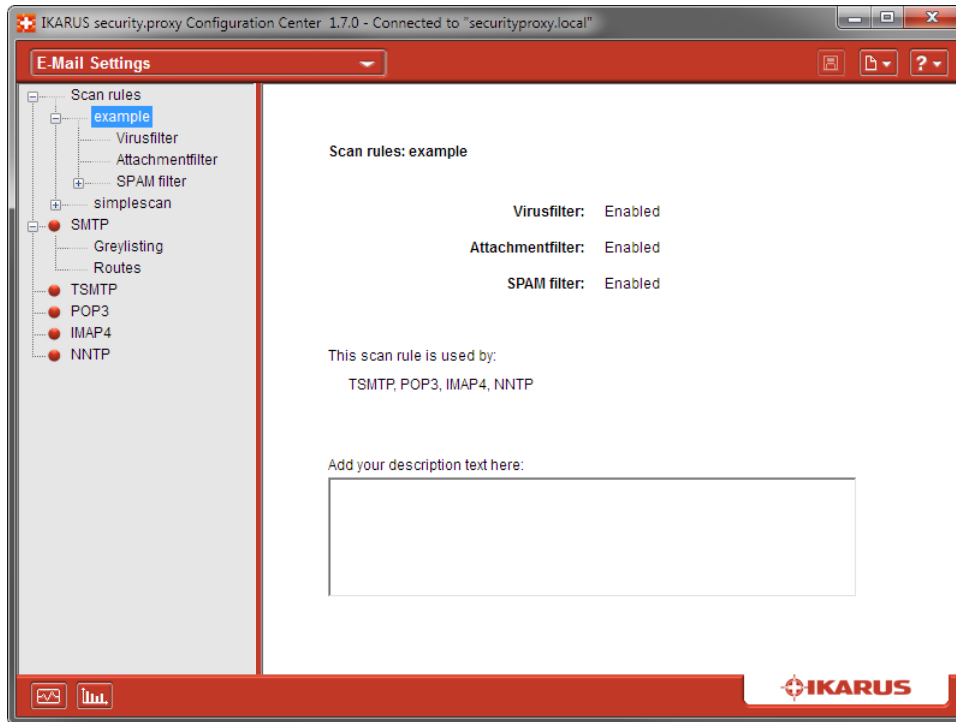 IKARUS security.proxy Configuration Center 1.7.0 - Connected to "securityproxy.local"
E-Mail Settings
?
Scan rules
example
Virusfilter
Attachmentfilter
SPAM filter
simplescan
SMTP
Greylisting
Routes
TSMTP
POP3
IMAP4
NNTP
Scan rules: example
Virusfilter: Enabled
Attachmentfilter: Enabled
SPAM filter: Enabled
This scan rule is used by:
TSMTP, POP3, IMAP4, NNTP
Add your description text here:
IKARUS